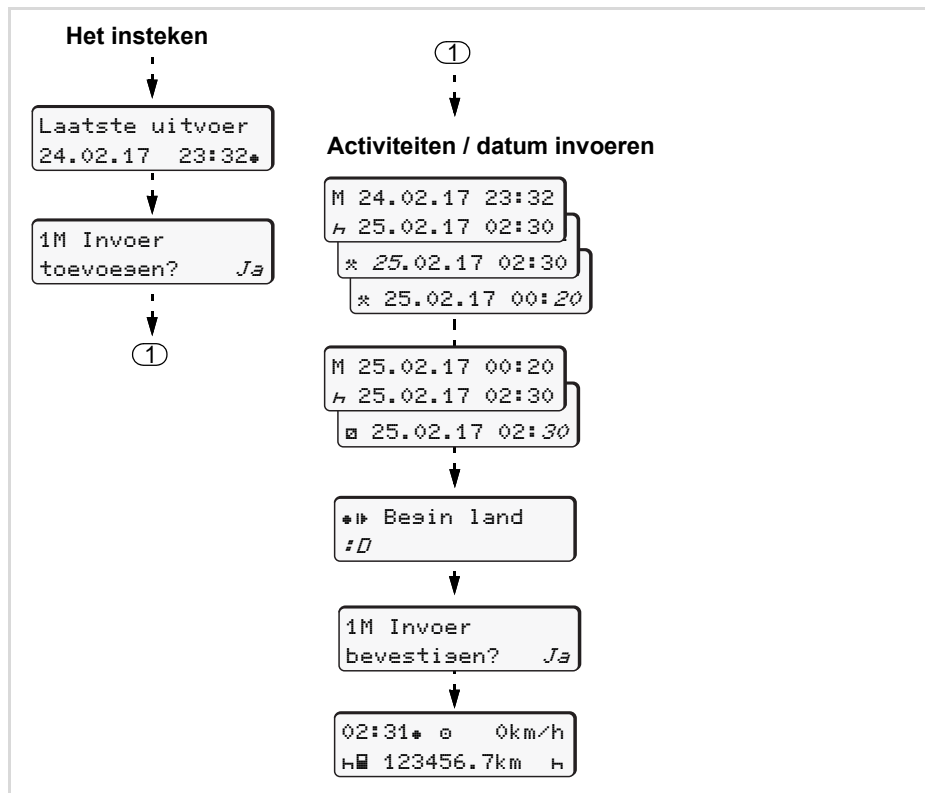 Het insteken
Laatste uitvoer
24.02.17 23:32
1M Invoer
toevoegen? Ja
1
1
Activiteiten / datum invoeren
M 24.02.17 23:32
25.02.17 02:30
25.02.17 02:30
25.02.17 00:20
M 25.02.17 00:20
25.02.17 02:30
25.02.17 02:30
Begin land
:D
1M Invoer
bevestigen? Ja
02:31 0km/h
123456.7km